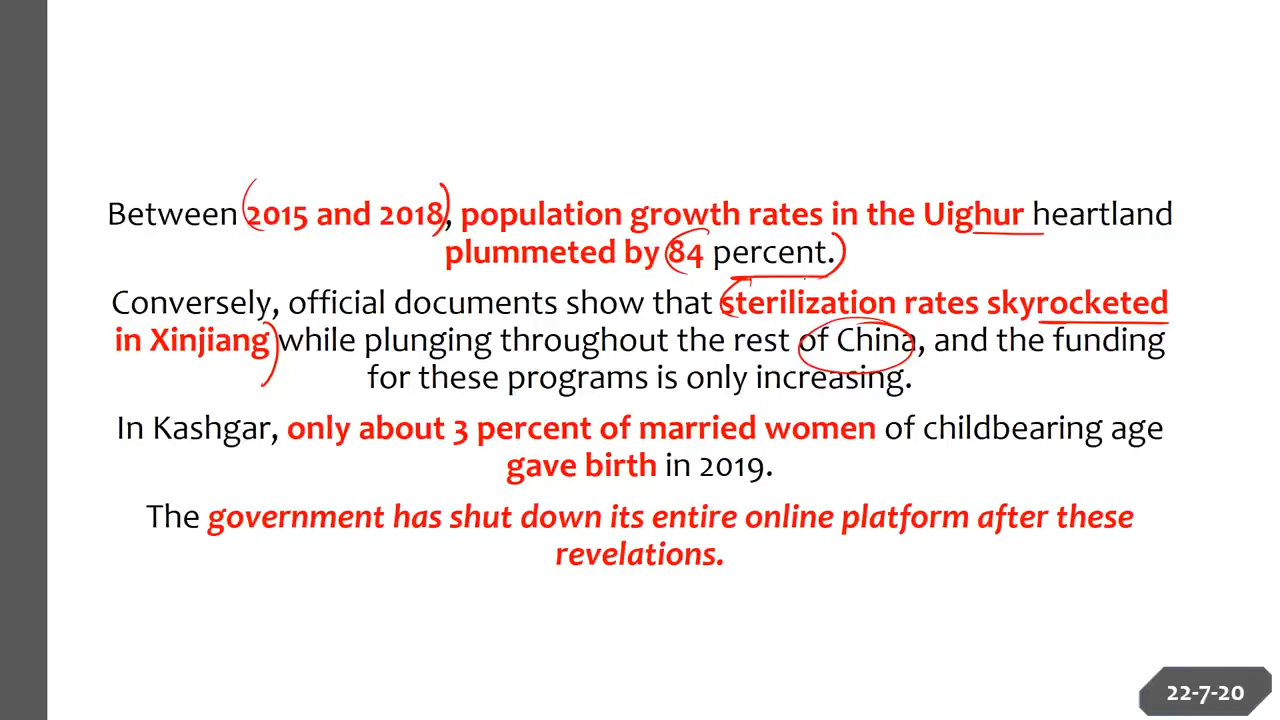 Between 2015 and 2018, population growth rates in the Uighur heartland
plummeted by 84 percent.
Conversely, official documents show that sterilization rates skyrocketed
in Xinjiang while plunging throughout the rest of China, and the funding
for these programs is only increasing.
In Kashgar, only about 3 percent of married women of childbearing age
gave birth in 2019.
The government has shut down its entire online platform after these
revelations.
22-7-20